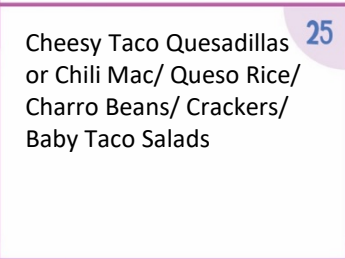 25
Cheesy Taco Quesadillas
or Chili Mac/ Queso Rice/
Charro Beans/ Crackers/
Baby Taco Salads